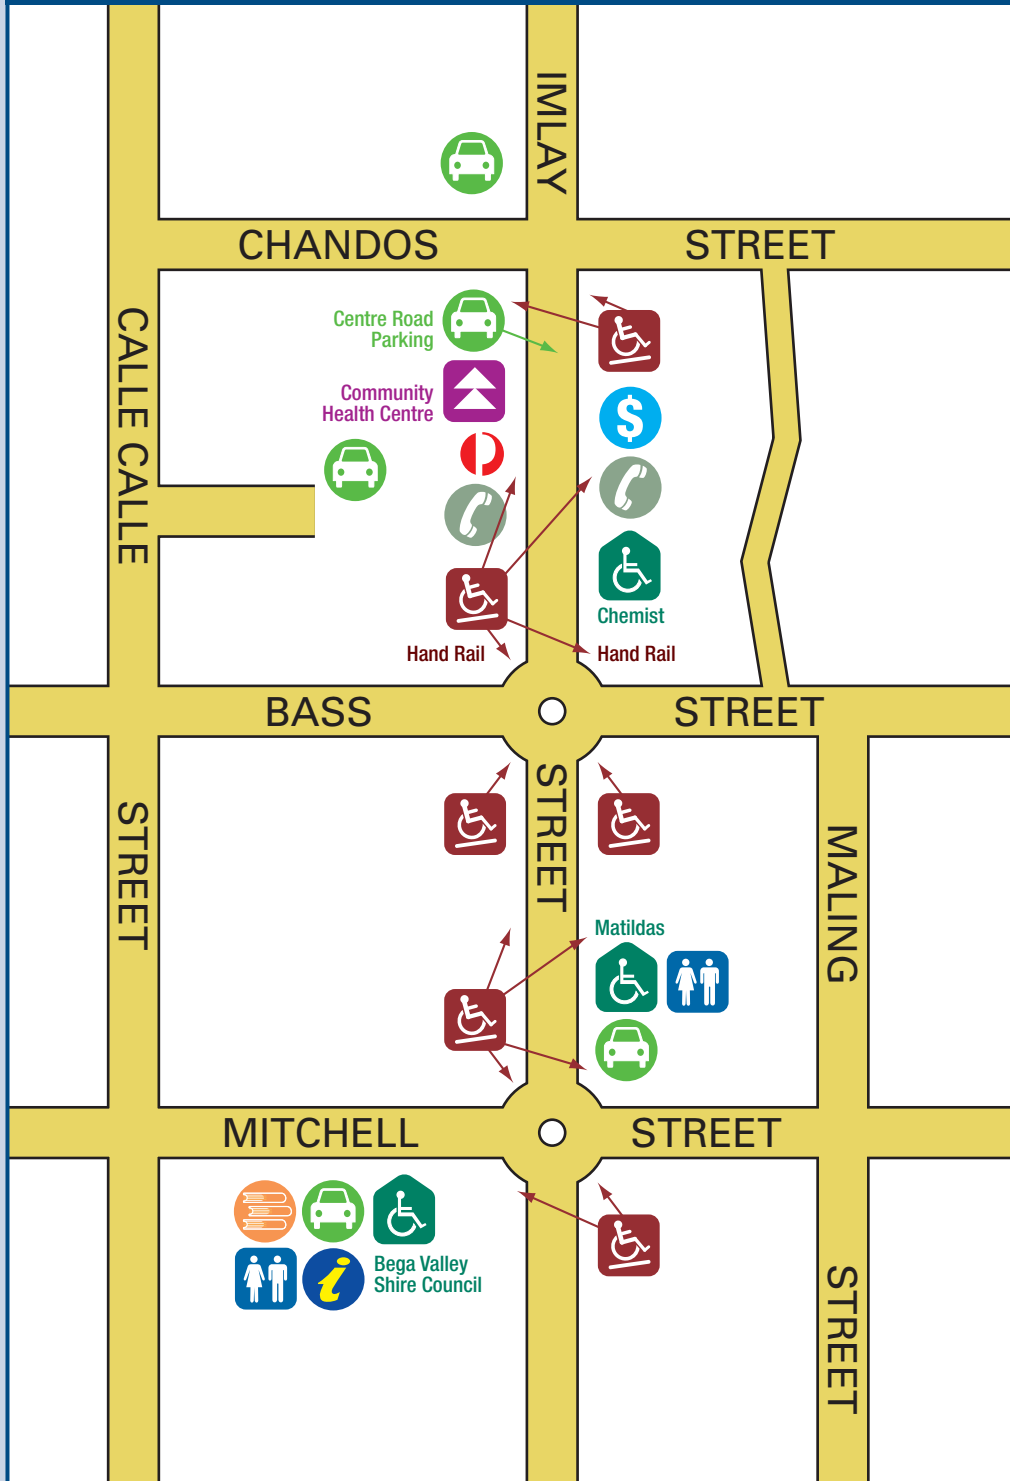 IMLAY
CHANDOS STREET
Centre Road
Parking
Community
Health Centre
$
CALLE CALLE
Chemist
Hand Rail
Hand Rail
BASS STREET
STREET
STREET
MALING
Matildas
MITCHELL STREET
i
Bega Valley
Shire Council
STREET